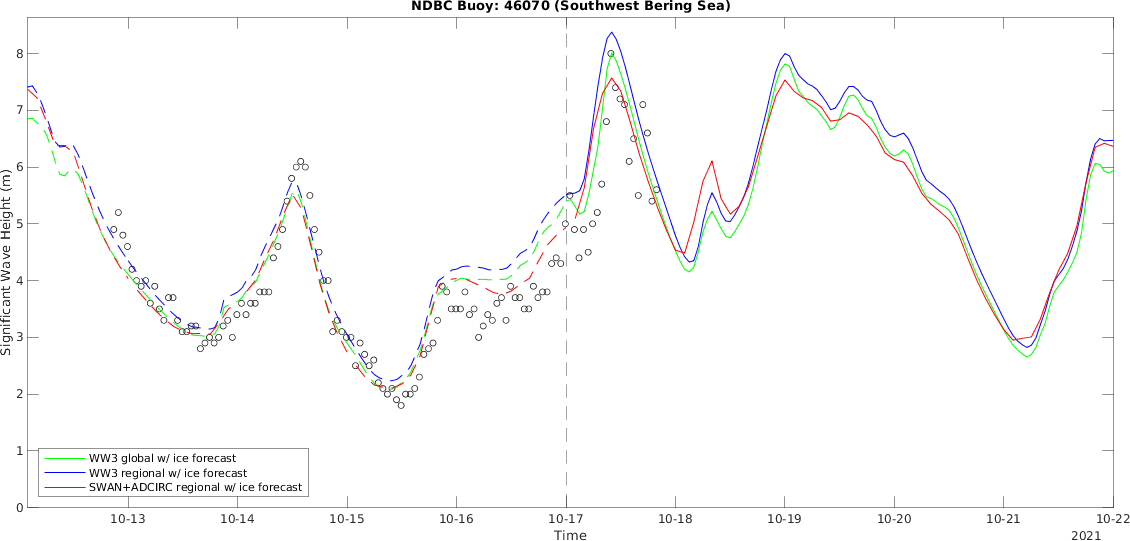 NDBC Buoy: 46070 (Southwest Bering Sea)
Significant Wave Height (m)
8
7
6
5
4
3
2
1
0
WW3 global w/ ice forecast
WW3 regional w/ ice forecast
SWAN+ADCIRC regional w/ ice forecast
10-13 10-14 10-15 10-16 10-17 10-18 10-19 10-20 10-21 10-22
Time
2021